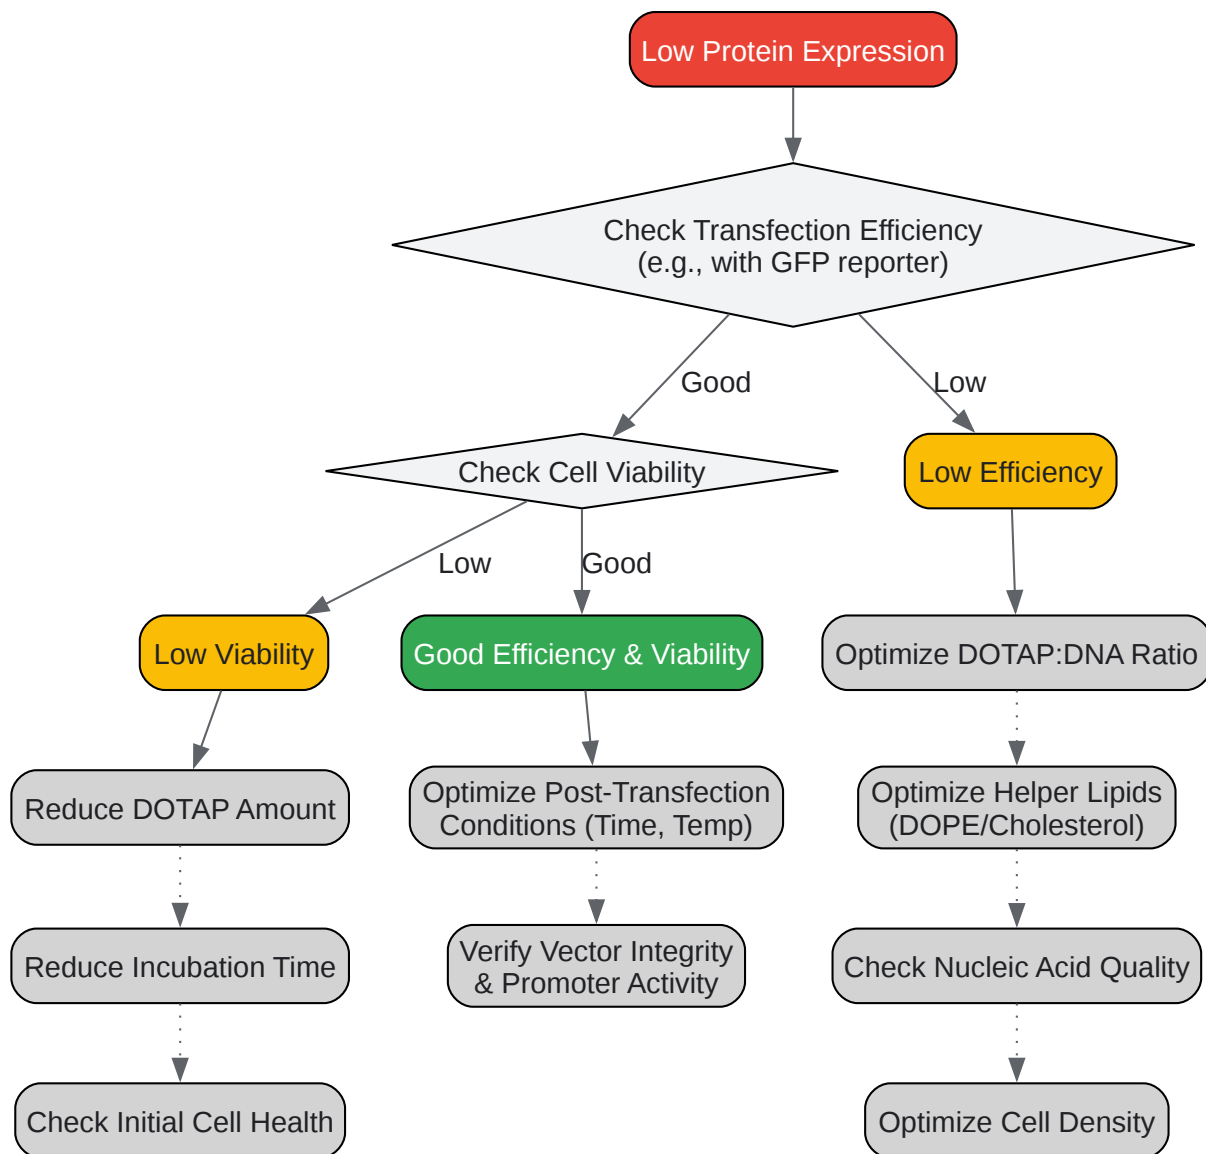 Low Protein Expression
Check Transfection Efficiency
(e.g., with GFP reporter)
Good
Low
Check Cell Viability
Low Efficiency
Low
Good
Low Viability
Good Efficiency & Viability
Optimize DOTAP:DNA Ratio
Reduce DOTAP Amount
Optimize Post-Transfection
Conditions (Time, Temp)
Optimize Helper Lipids
(DOPE/Cholesterol)
Reduce Incubation Time
Verify Vector Integrity
& Promoter Activity
Check Nucleic Acid Quality
Check Initial Cell Health
Optimize Cell Density